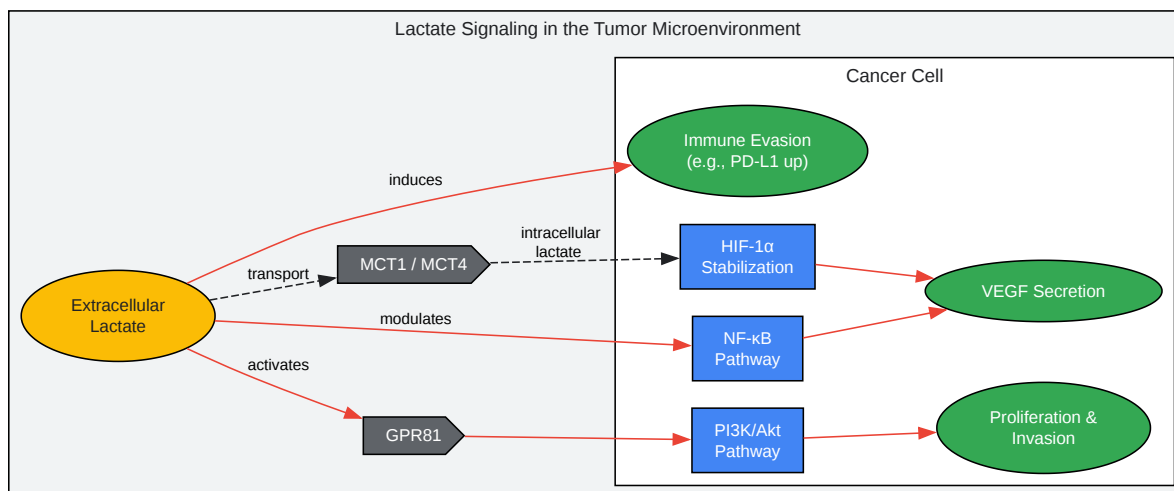 Lactate Signaling in the Tumor Microenvironment
Cancer Cell
Immune Evasion
(e.g., PD-L1 up)
induces
intracellular
lactate
HIF-1α
Stabilization
MCT1 / MCT4
transport
Extracellular
Lactate
VEGF Secretion
modulates
NF-κB
Pathway
activates
GPR81
PI3K/Akt
Pathway
Proliferation &
Invasion